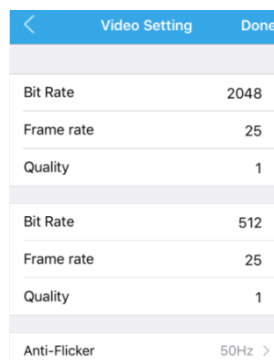 Video Setting Done
Bit Rate 2048
Frame rate 25
Quality 1
Bit Rate 512
Frame rate 25
Quality 1
Anti-Flicker 50Hz >